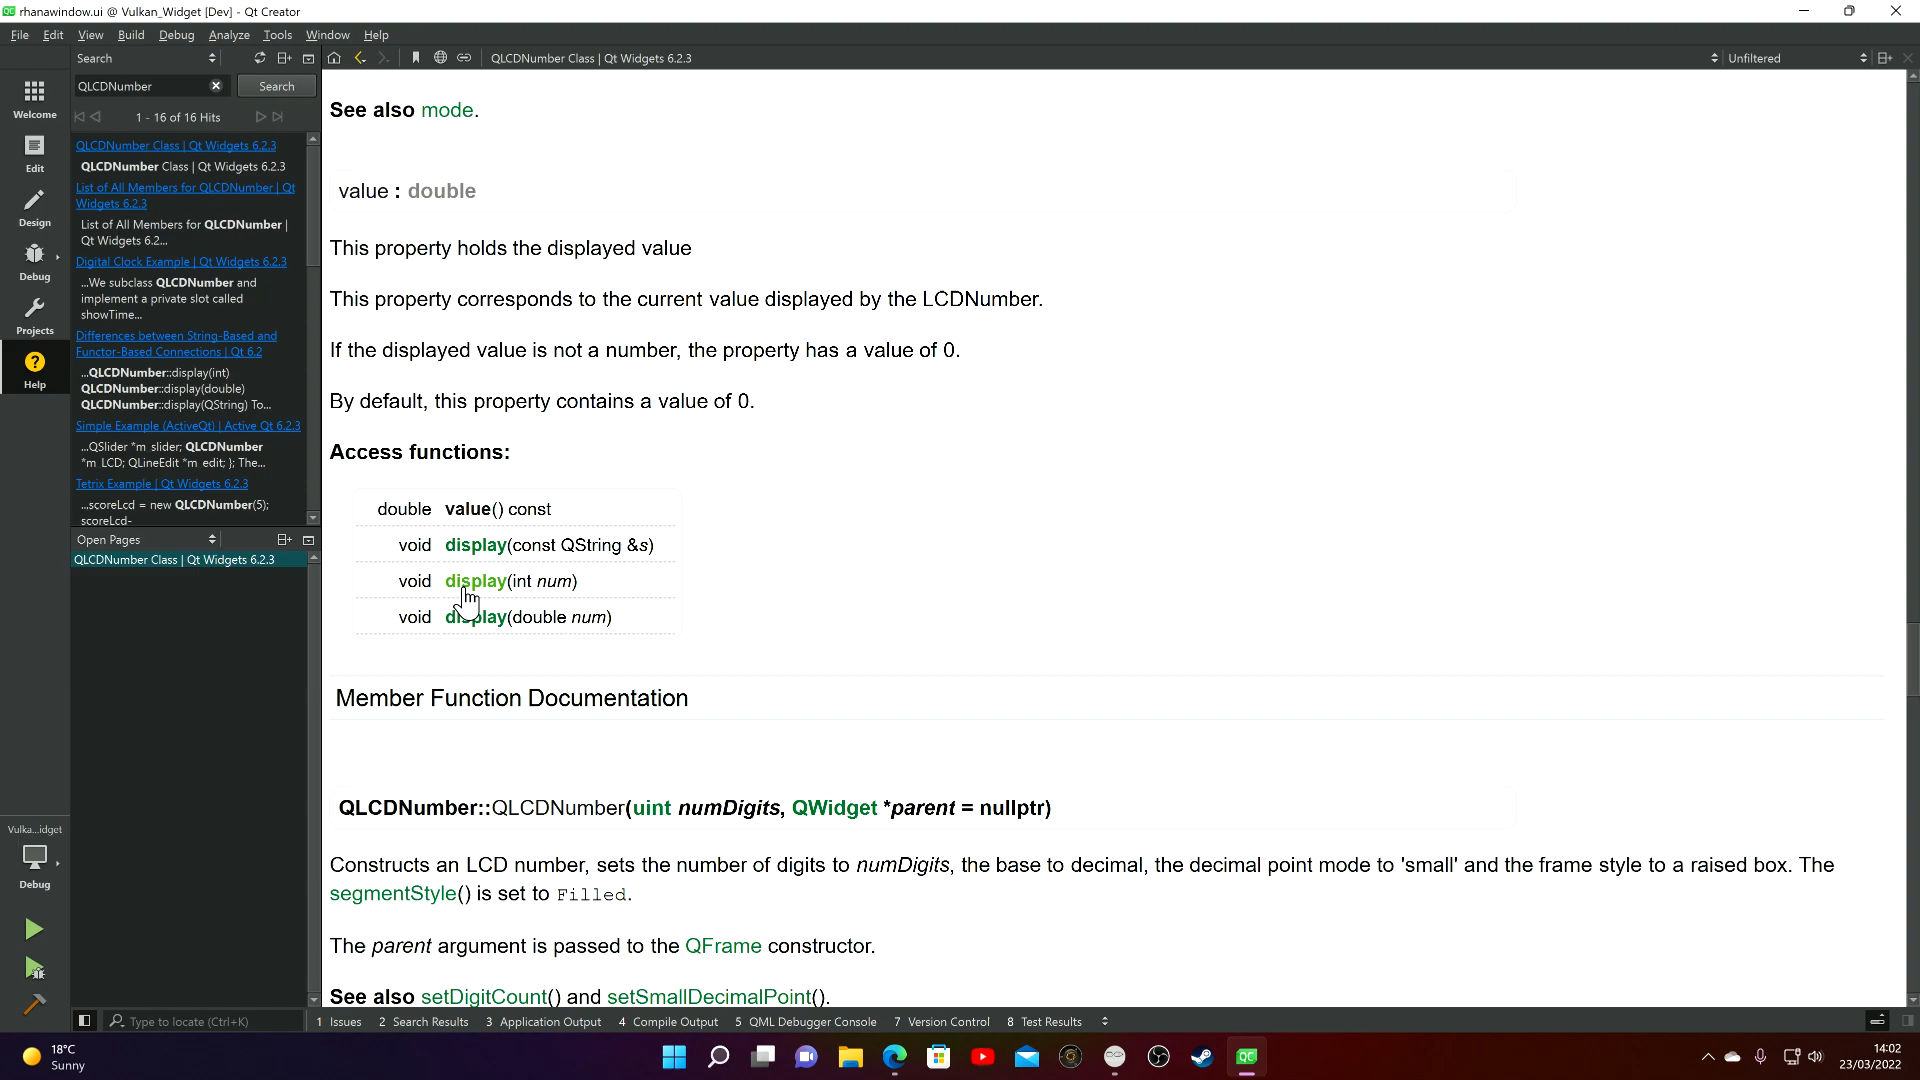 rhanawindow.ui @ Vulkan_Widget [Dev] - Qt Creator
File Edit View Build Debug Analyze Tools Window Help
Search
QLCDNumber Class | Qt Widgets 6.2.3
Unfiltered
QLCDNumber
Search
1 - 16 of 16 Hits
Welcome
Edit
Design
Debug
Projects
Help
QLCDNumber Class | Qt Widgets 6.2.3
QLCDNumber Class | Qt Widgets 6.2.3
List of All Members for QLCDNumber | Qt
Widgets 6.2.3
List of All Members for QLCDNumber |
Qt Widgets 6.2...
Digital Clock Example | Qt Widgets 6.2.3
...We subclass QLCDNumber and
implement a private slot called
showTime...
Differences between String-Based and
Functor-Based Connections | Qt 6.2
...QLCDNumber::display(int)
QLCDNumber::display(double)
QLCDNumber::display(QString) To...
Simple Example (ActiveQt) | Active Qt 6.2.3
...QSlider *m_slider; QLCDNumber
*m_LCD; QLineEdit *m_edit; }; The...
Tetrix Example | Qt Widgets 6.2.3
...scoreLcd = new QLCDNumber(5);
scoreLcd-
Open Pages
QLCDNumber Class | Qt Widgets 6.2.3
See also mode.
value : double
This property holds the displayed value
This property corresponds to the current value displayed by the LCDNumber.
If the displayed value is not a number, the property has a value of 0.
By default, this property contains a value of 0.
Access functions:
double value() const
void display(const QString &s)
void display(int num)
void display(double num)
Member Function Documentation
QLCDNumber::QLCDNumber(uint numDigits, QWidget *parent = nullptr)
Constructs an LCD number, sets the number of digits to numDigits, the base to decimal, the decimal point mode to 'small' and the frame style to a raised box. The
segmentStyle() is set to Filled.
The parent argument is passed to the QFrame constructor.
See also setDigitCount() and setSmallDecimalPoint().
Vulka...idget
Debug
Type to locate (Ctrl+K)
1 Issues 2 Search Results 3 Application Output 4 Compile Output 5 QML Debugger Console 7 Version Control 8 Test Results
18°C
Sunny
14:02
23/03/2022